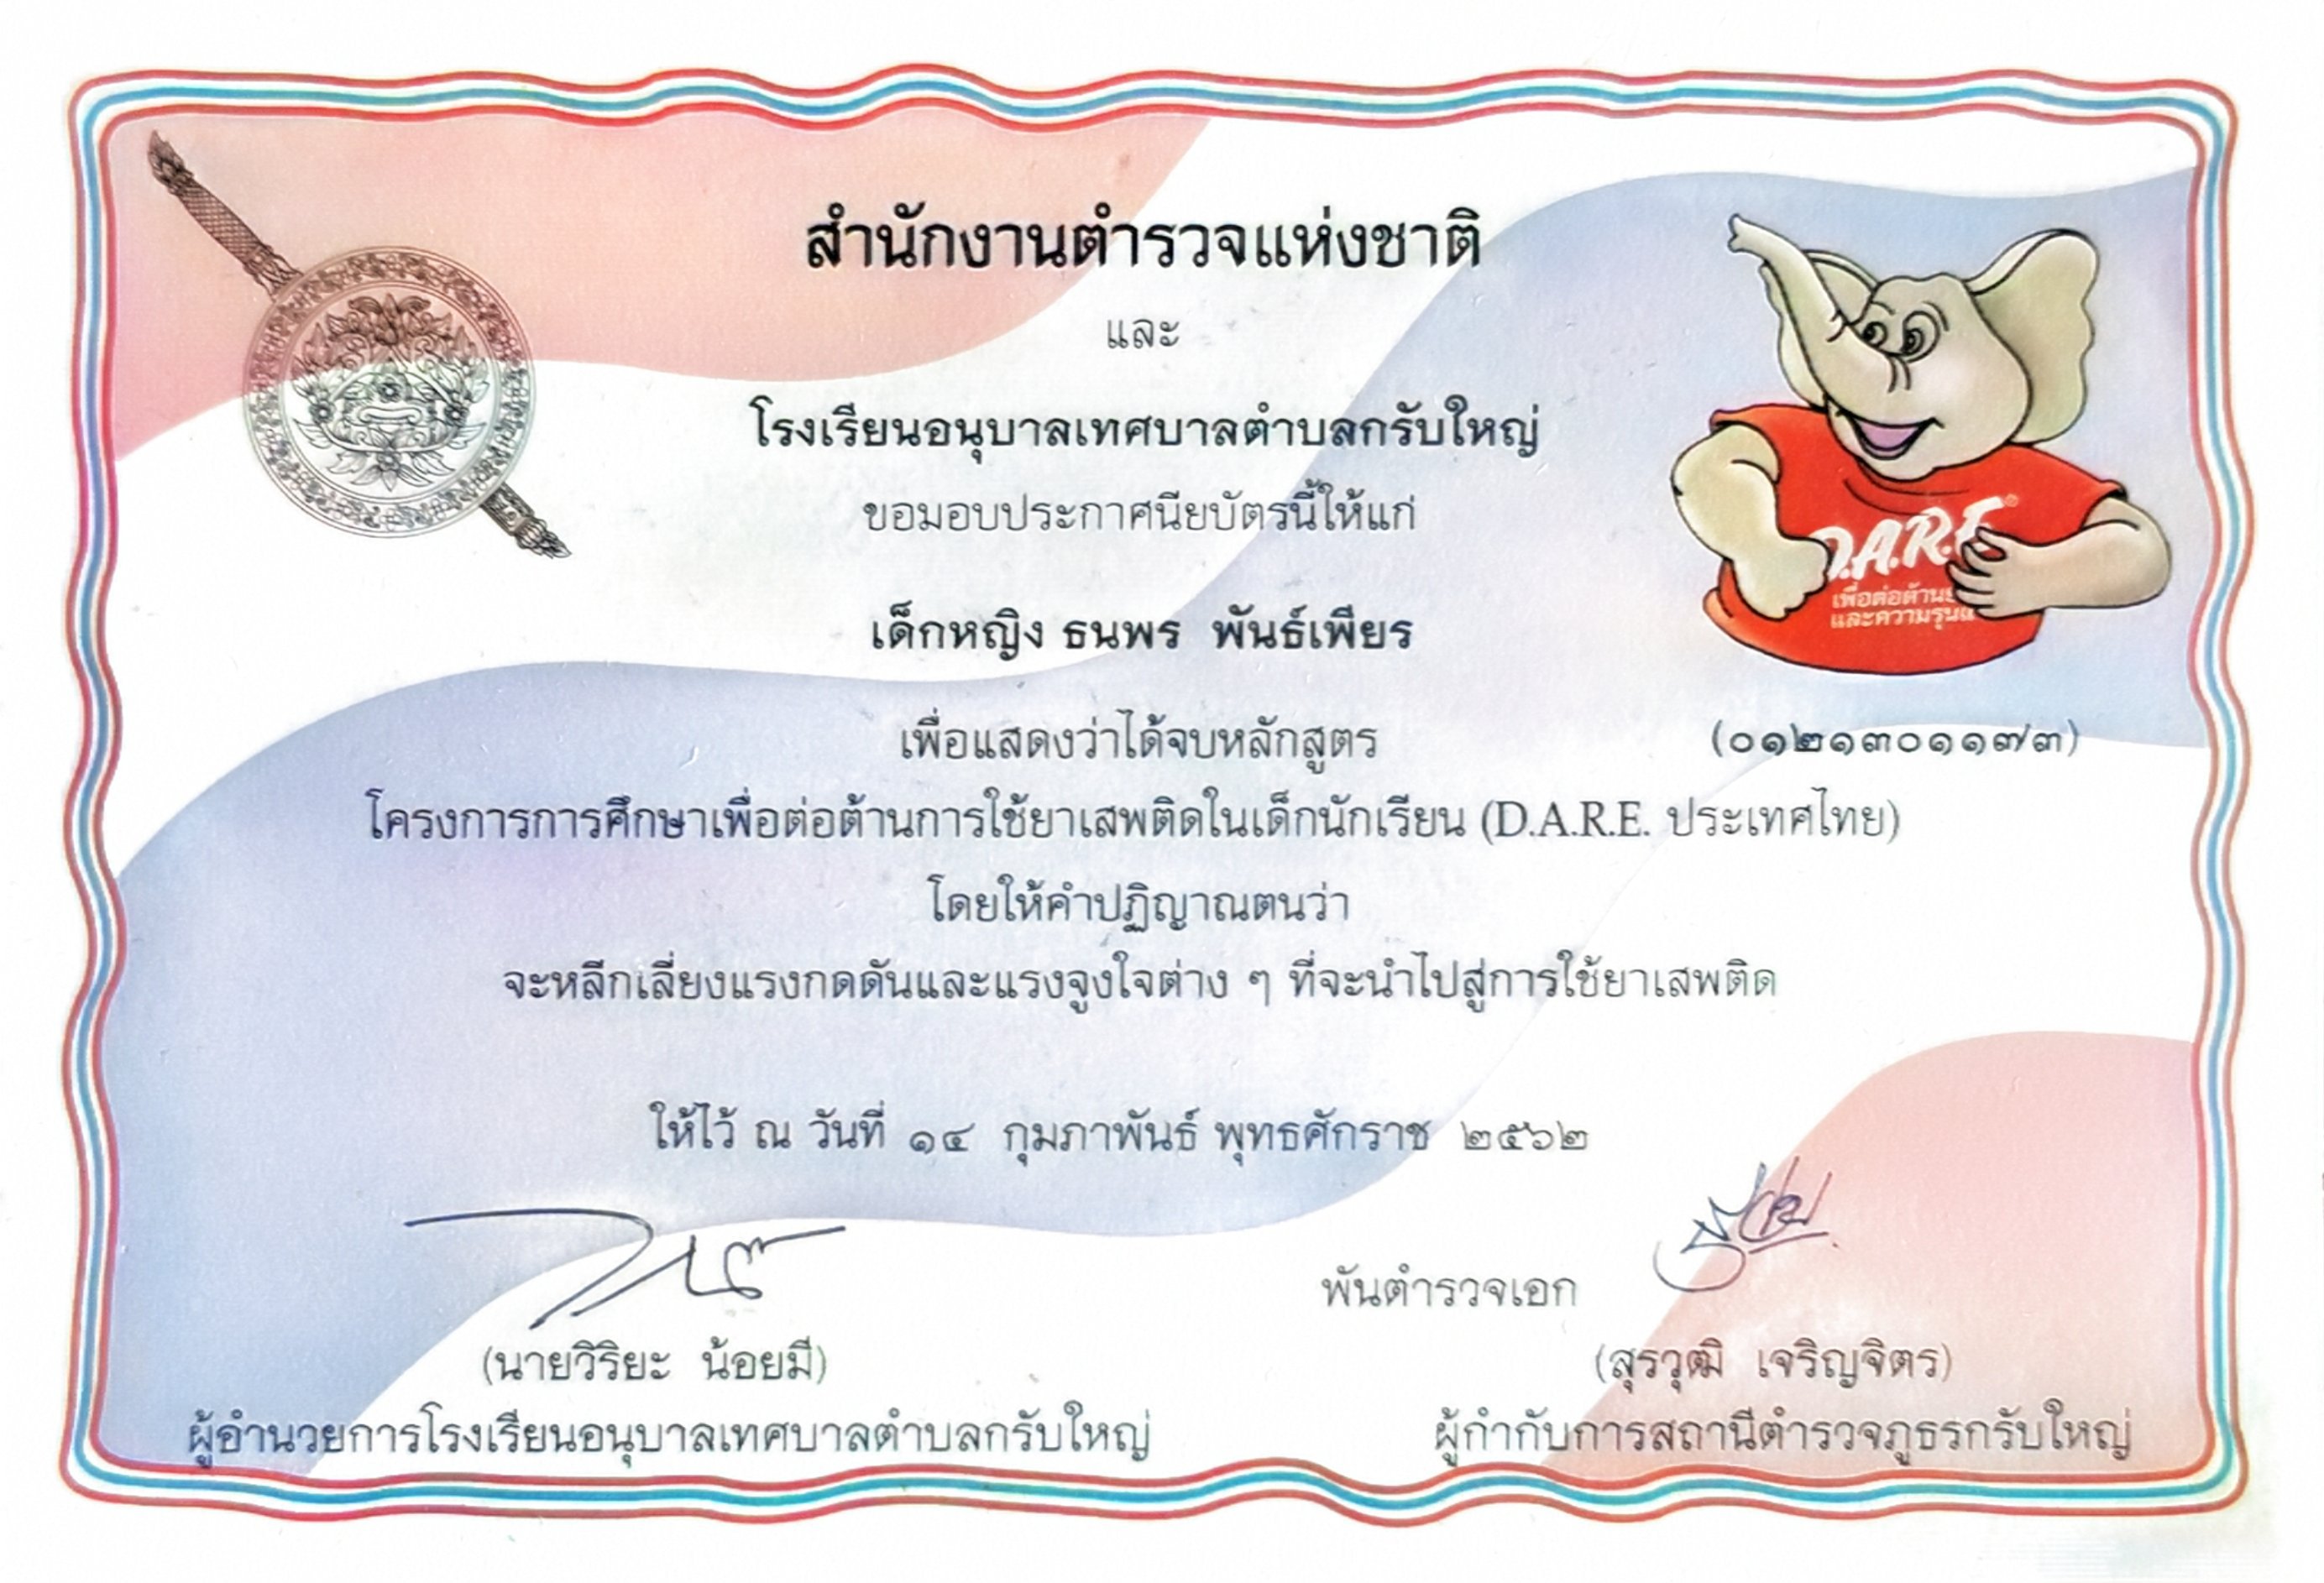 สำนักงานตำรวจแห่งชาติ
และ
โรงเรียนอนุบาลเทศบาลตำบลกรับใหญ่
ขอมอบประกาศนียบัตรนี้ให้แก่
D.A.R.E
เพื่อต่อต้าน
และความรุน
เด็กหญิง ธนพร พันธ์เพียร
เพื่อแสดงว่าได้จบหลักสูตร
(๐๑๒๑๓๐๑๑๗๓)
โครงการการศึกษาเพื่อต่อต้านการใช้ยาเสพติดในเด็กนักเรียน (D.A.R.E. ประเทศไทย)
โดยให้คำปฏิญาณตนว่า
จะหลีกเลี่ยงแรงกดดันและแรงจูงใจต่าง ๆ ที่จะนำไปสู่การใช้ยาเสพติด
ให้ไว้ ณ วันที่ ๑๔ กุมภาพันธ์ พุทธศักราช ๒๕๖๒
พันตำรวจเอก
(นายวิริยะ น้อยมี)
(สุรวุฒิ เจริญจิตร)
ผู้อำนวยการโรงเรียนอนุบาลเทศบาลตำบลกรับใหญ่
ผู้กำกับการสถานีตำรวจภูธรกรับใหญ่